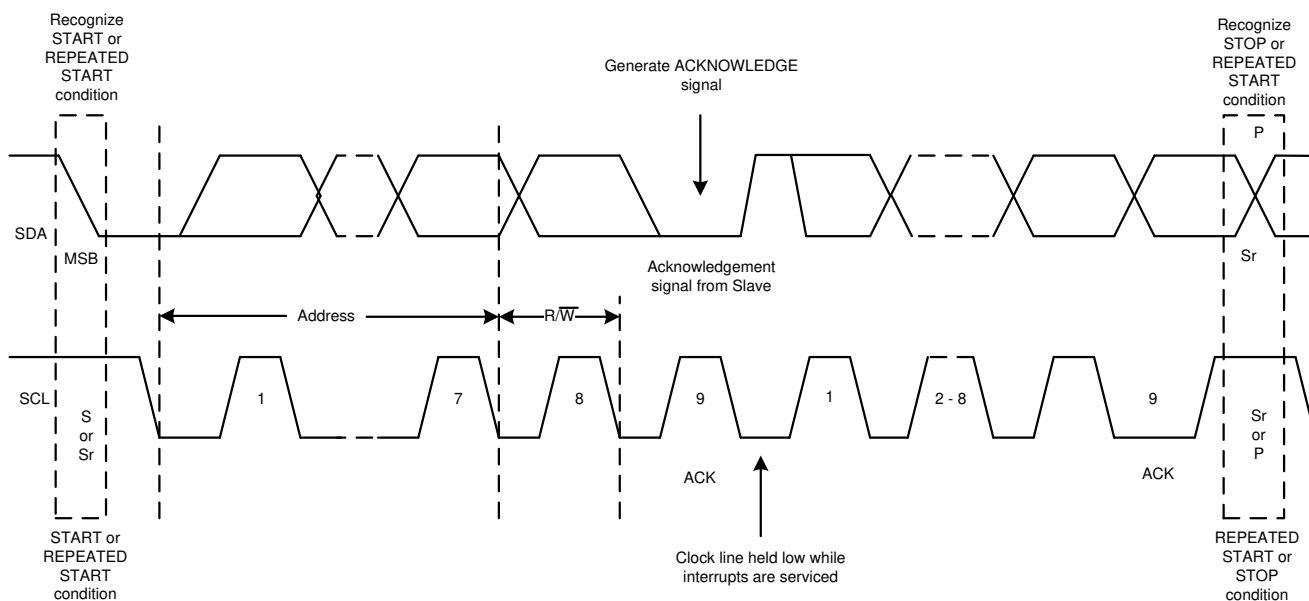 Recognize
START or
REPEATED
START
condition
Generate ACKNOWLEDGE
signal
Recognize
STOP or
REPEATED
START
condition
P
SDA
MSB
Acknowledgement
signal from Slave
Sr
Address
R/W̅
SCL
S
or
Sr
1
7
8
9
1
2 - 8
9
Sr
or
P
ACK
ACK
START or
REPEATED
START
condition
Clock line held low while
interrupts are serviced
REPEATED
START or
STOP
condition